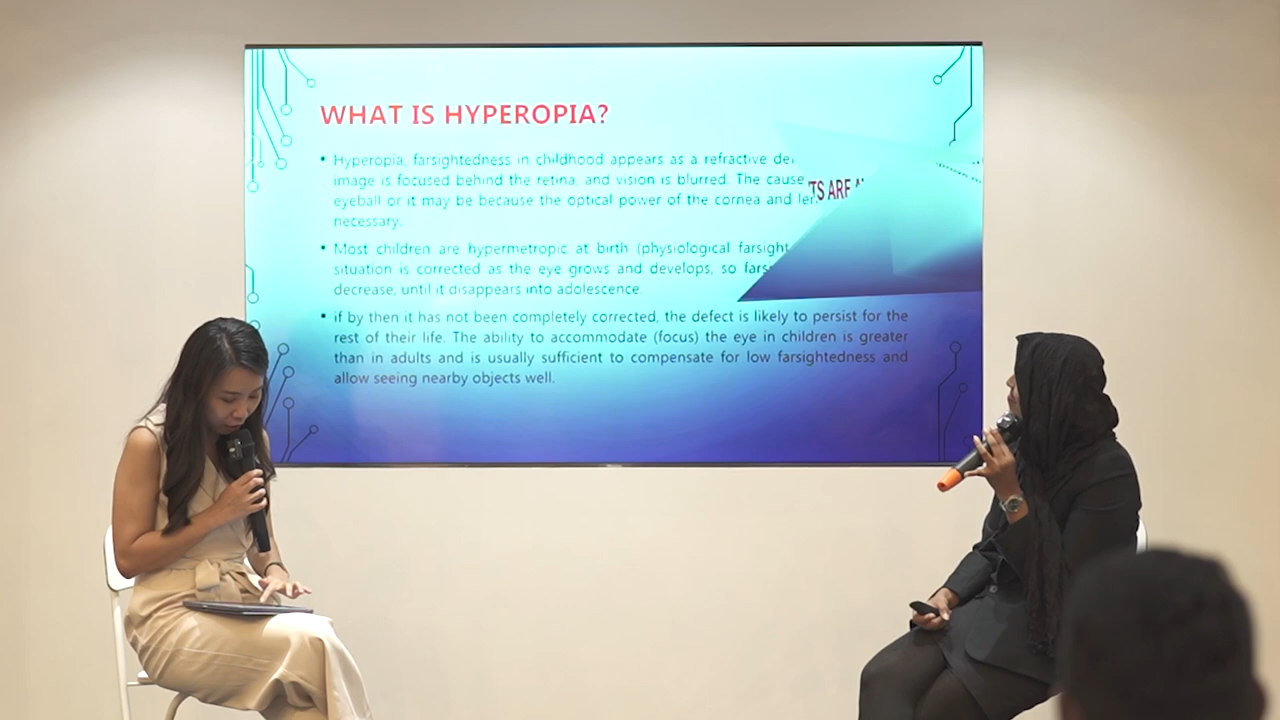 WHAT IS HYPEROPIA?
• Hyperopia, farsightedness in childhood appears as a refractive
image is focused behind the retina, and vision is blurred. The cause
TS ARE
eyeball or it may be because the optical power of the cornea and
necessary.
• Most children are hypermetropic at birth (physiological
situation is corrected as the eye grows and develops, so
decrease, until it disappears into adolescence.
• if by then it has not been completely corrected, the defect is likely to persist for the
rest of their life. The ability to accommodate (focus) the eye in children is greater
than in adults and is usually sufficient to compensate for low farsightedness and
allow seeing nearby objects well.